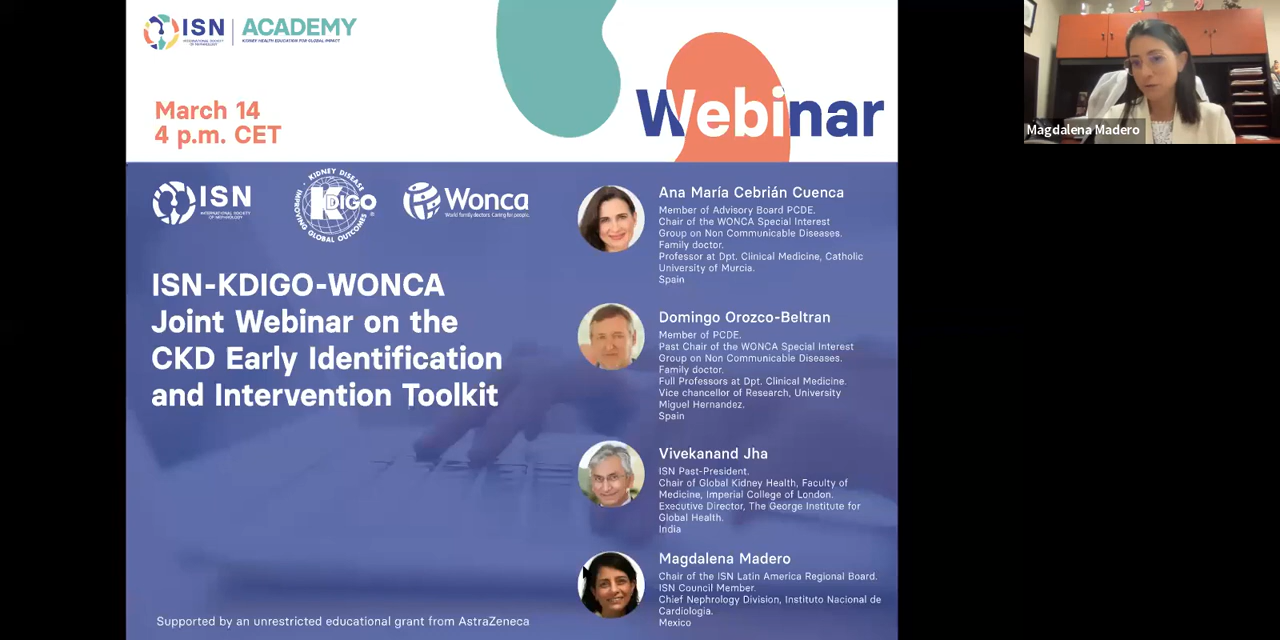 ISN | ACADEMY
INTERNATIONAL SOCIETY
OF NEPHROLOGY
KIDNEY HEALTH EDUCATION FOR GLOBAL IMPACT
March 14
4 p.m. CET
Webinar
ISN
INTERNATIONAL SOCIETY
OF NEPHROLOGY
KIDNEY DISEASE
KDIGO
IMPROVING GLOBAL OUTCOMES
Wonca
World family doctors. Caring for people.
ISN-KDIGO-WONCA
Joint Webinar on the
CKD Early Identification
and Intervention Toolkit
Supported by an unrestricted educational grant from AstraZeneca
Ana María Cebrián Cuenca
Member of Advisory Board PCDE.
Chair of the WONCA Special Interest
Group on Non Communicable Diseases.
Family doctor.
Professor at Dpt. Clinical Medicine, Catholic
University of Murcia.
Spain
Domingo Orozco-Beltran
Member of PCDE.
Past Chair of the WONCA Special Interest
Group on Non Communicable Diseases.
Family doctor.
Full Professors at Dpt. Clinical Medicine.
Vice chancellor of Research, University
Miguel Hernandez.
Spain
Vivekanand Jha
ISN Past-President.
Chair of Global Kidney Health, Faculty of
Medicine, Imperial College of London.
Executive Director, The George Institute for
Global Health.
India
Magdalena Madero
Chair of the ISN Latin America Regional Board.
ISN Council Member.
Chief Nephrology Division, Instituto Nacional de
Cardiología.
Mexico
Magdalena Madero